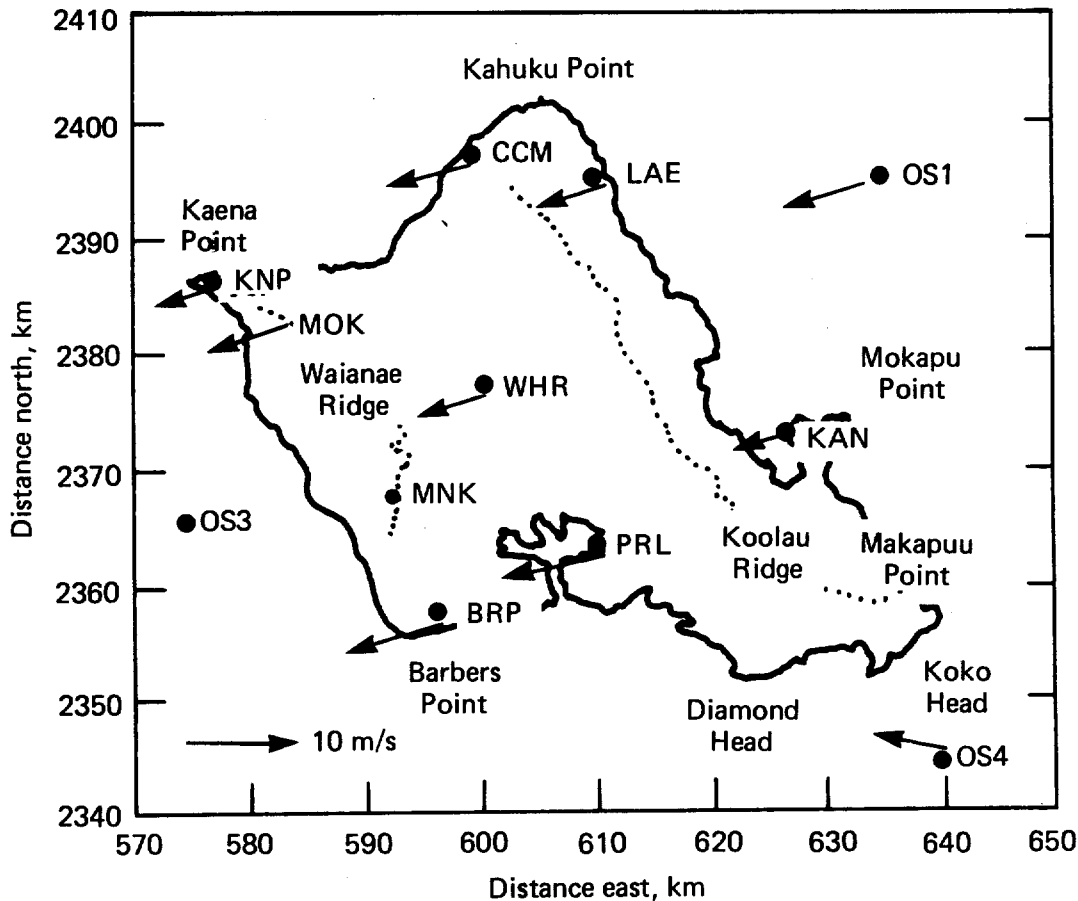 2410
2400
2390
2380
2370
2360
2350
2340
Distance north, km
Kahuku Point
CCM
LAE
OS1
Kaena
Point
KNP
MOK
Waianae
Ridge
WHR
Mokapu
Point
KAN
MNK
OS3
PRL
Koolau
Ridge
Makapuu
Point
BRP
Barbers
Point
Diamond
Head
Koko
Head
10 m/s
OS4
570
580
590
600
610
620
630
640
650
Distance east, km